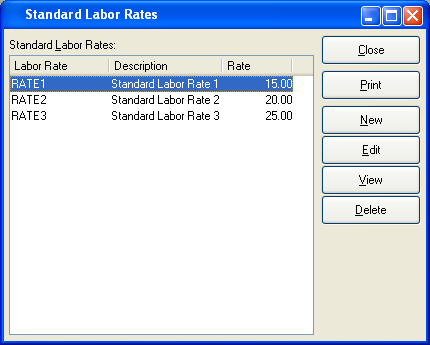 Standard Labor Rates
Standard Labor Rates:
Labor Rate Description Rate
RATE1 Standard Labor Rate 1 15.00
RATE2 Standard Labor Rate 2 20.00
RATE3 Standard Labor Rate 3 25.00
Close
Print
New
Edit
View
Delete